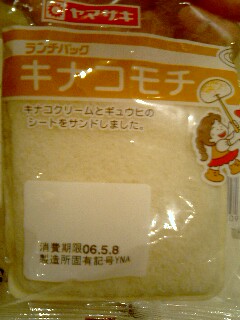 ヤマザキ
ランチパック
キナコモチ
キナコクリームとギュウヒの
シートをサンドしました。
消費期限06.5.8
製造所固有記号YNA